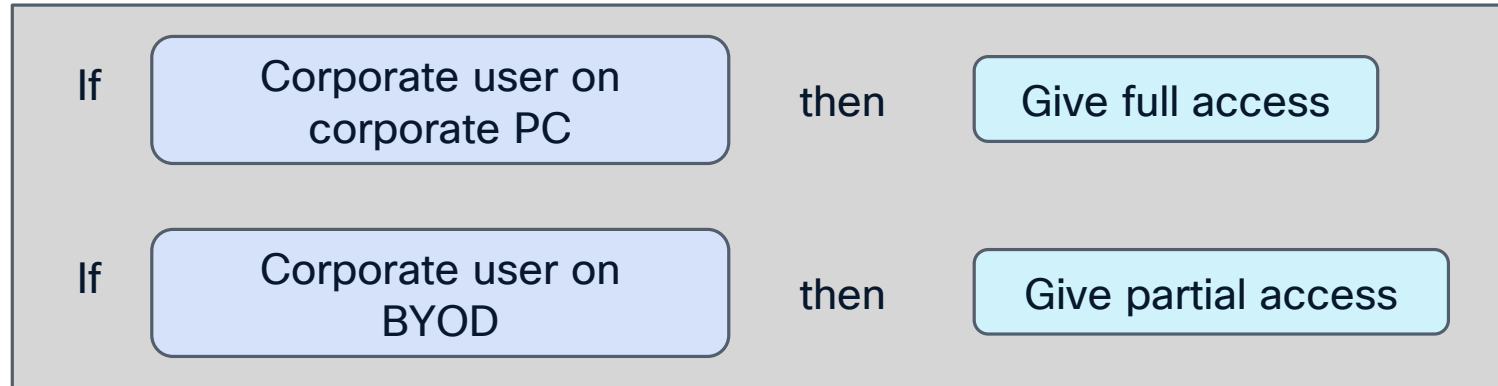 If
Corporate user on
corporate PC
then
Give full access
If
Corporate user on
BYOD
then
Give partial access